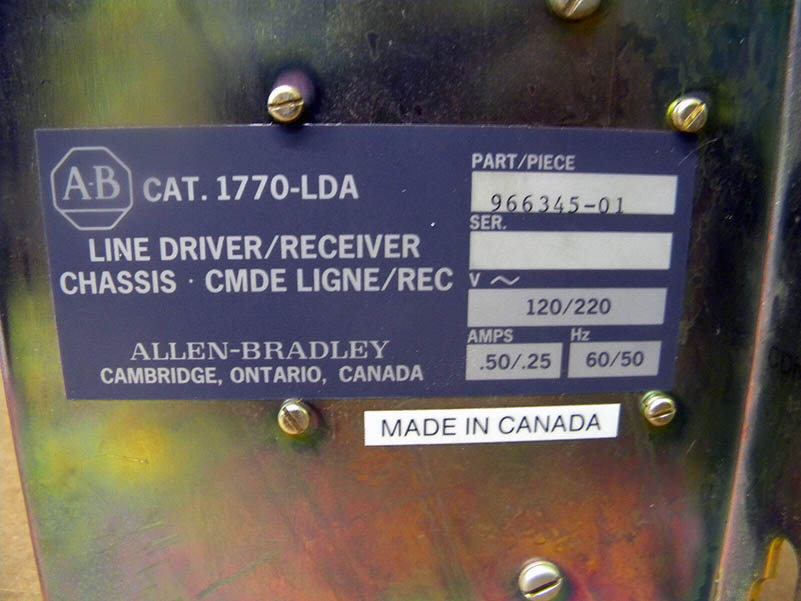 A-B CAT. 1770-LDA
LINE DRIVER/RECEIVER
CHASSIS · CMDE LIGNE/REC
ALLEN-BRADLEY
CAMBRIDGE, ONTARIO, CANADA
PART/PIECE
966345-01
SER.
V ~
120/220
AMPS Hz
.50/.25 60/50
MADE IN CANADA